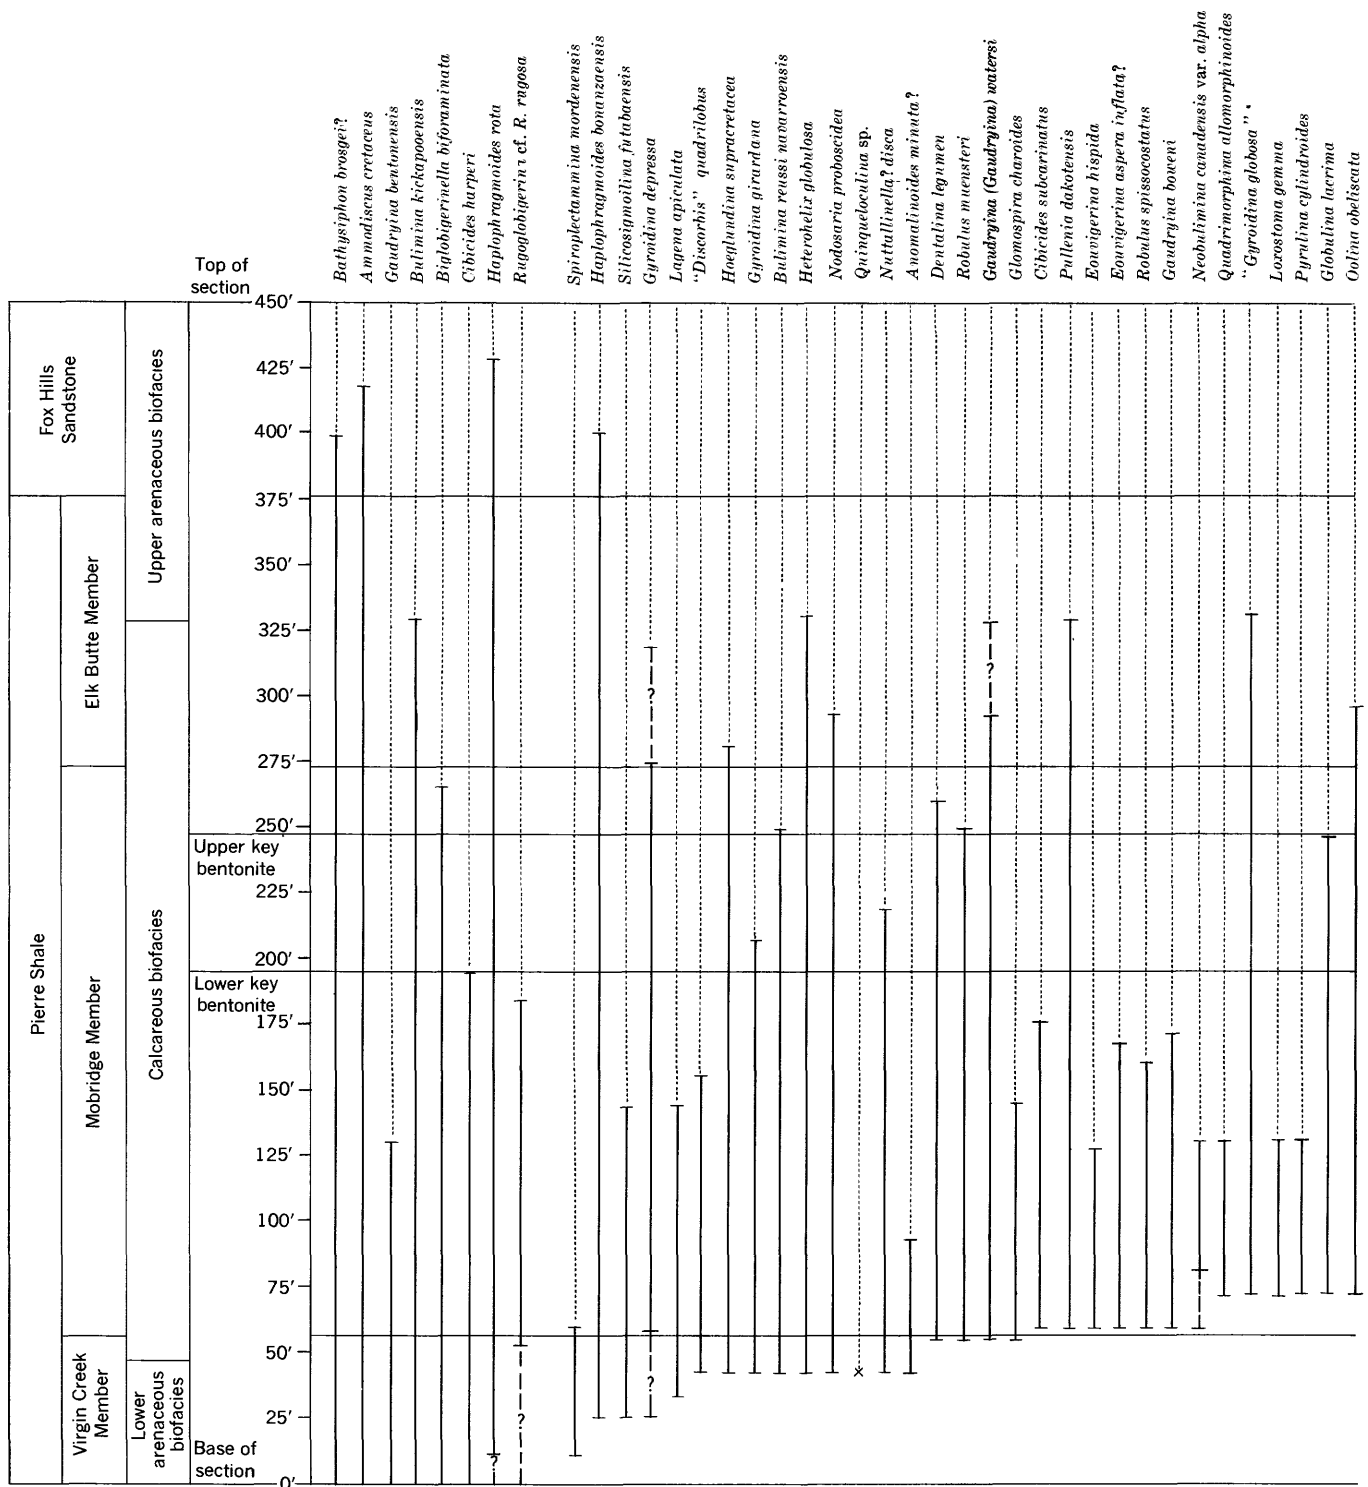 Bathysiphon brosgei?
Ammodiscus cretaceus
Gaudryina bentonensis
Bulimina kickapooensis
Biglobigerinella biforaminata
Cibicides harperi
Haplophragmoides rota
cf. R. rugosa
Spiroplectammina mordenensis
Haplophragmoides bonanzaensis
Silicosigmoilina futabaensis
Gyroidina depressa
Lagena apiculata
"Discorbis" quadrilobus
Hoeglundina supracretacea
Gyroidina girardana
Bulimina reussi navarroensis
Heterohelix globulosa
Nodosaria proboscidea
Quinqueloculina sp.
Nuttallinella? disca
Anomalinoides minuta?
Dentalina legumen
Robulus muensteri
Gaudryina (Gaudryina) watersi
Glomospira charoides
Cibicides subcarinatus
Pullenia dakotensis
Eouvigerina hispida
Eouvigerina aspera inflata?
Robulus spissocostatus
Gaudryina boweni
Neobulimina canadensis var. alpha
Quadrimorphina allomorphinoides
"Gyroidina globosa"
Loxostoma gemma
Pyrulina cylindroides
Globulina lacrima
Oolina obeliscata
Top of
section
450'
425'
400'
375'
350'
325'
300'
275'
250'
Upper key
bentonite
225'
200'
Lower key
bentonite
175'
150'
125'
100'
75'
50'
25'
Base of
section
0'
Fox Hills
Sandstone
Pierre Shale
Elk Butte Member
Mobridge Member
Virgin Creek
Member
Upper arenaceous biofacies
Calcareous biofacies
Lower
arenaceous
biofacies
?
?
?
?
?
×